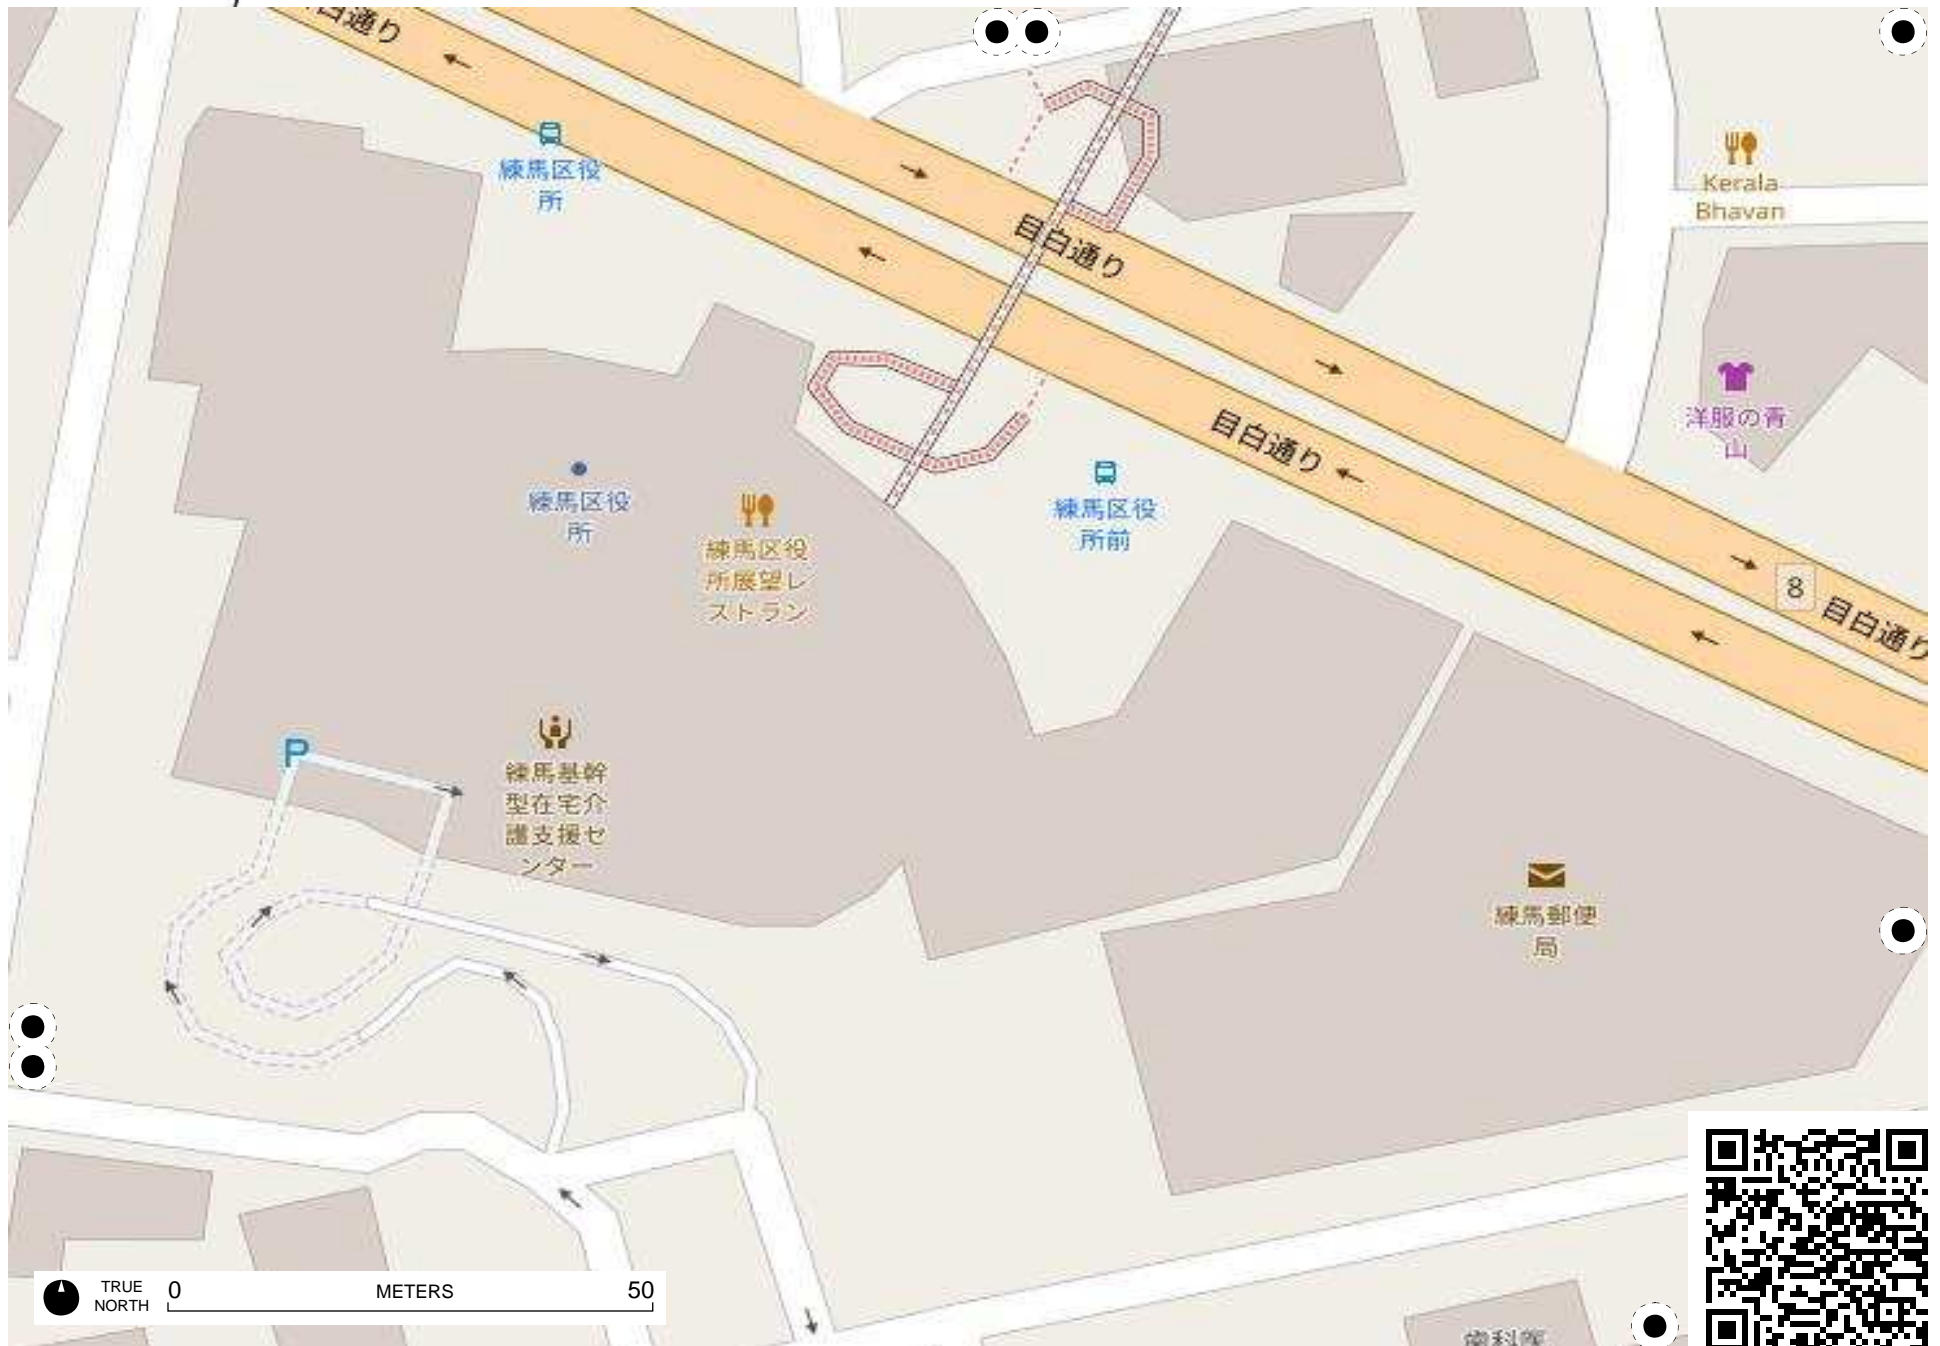 目白通り
練馬区役
所
目白通り
Kerala
Bhavan
洋服の青
山
目白通り
練馬区役
所
練馬区役
所展望レ
ストラン
練馬区役
所前
8
目白通り
練馬基幹
型在宅介
護支援セ
ンター
P
練馬郵便
局
TRUE
NORTH
0
METERS
50